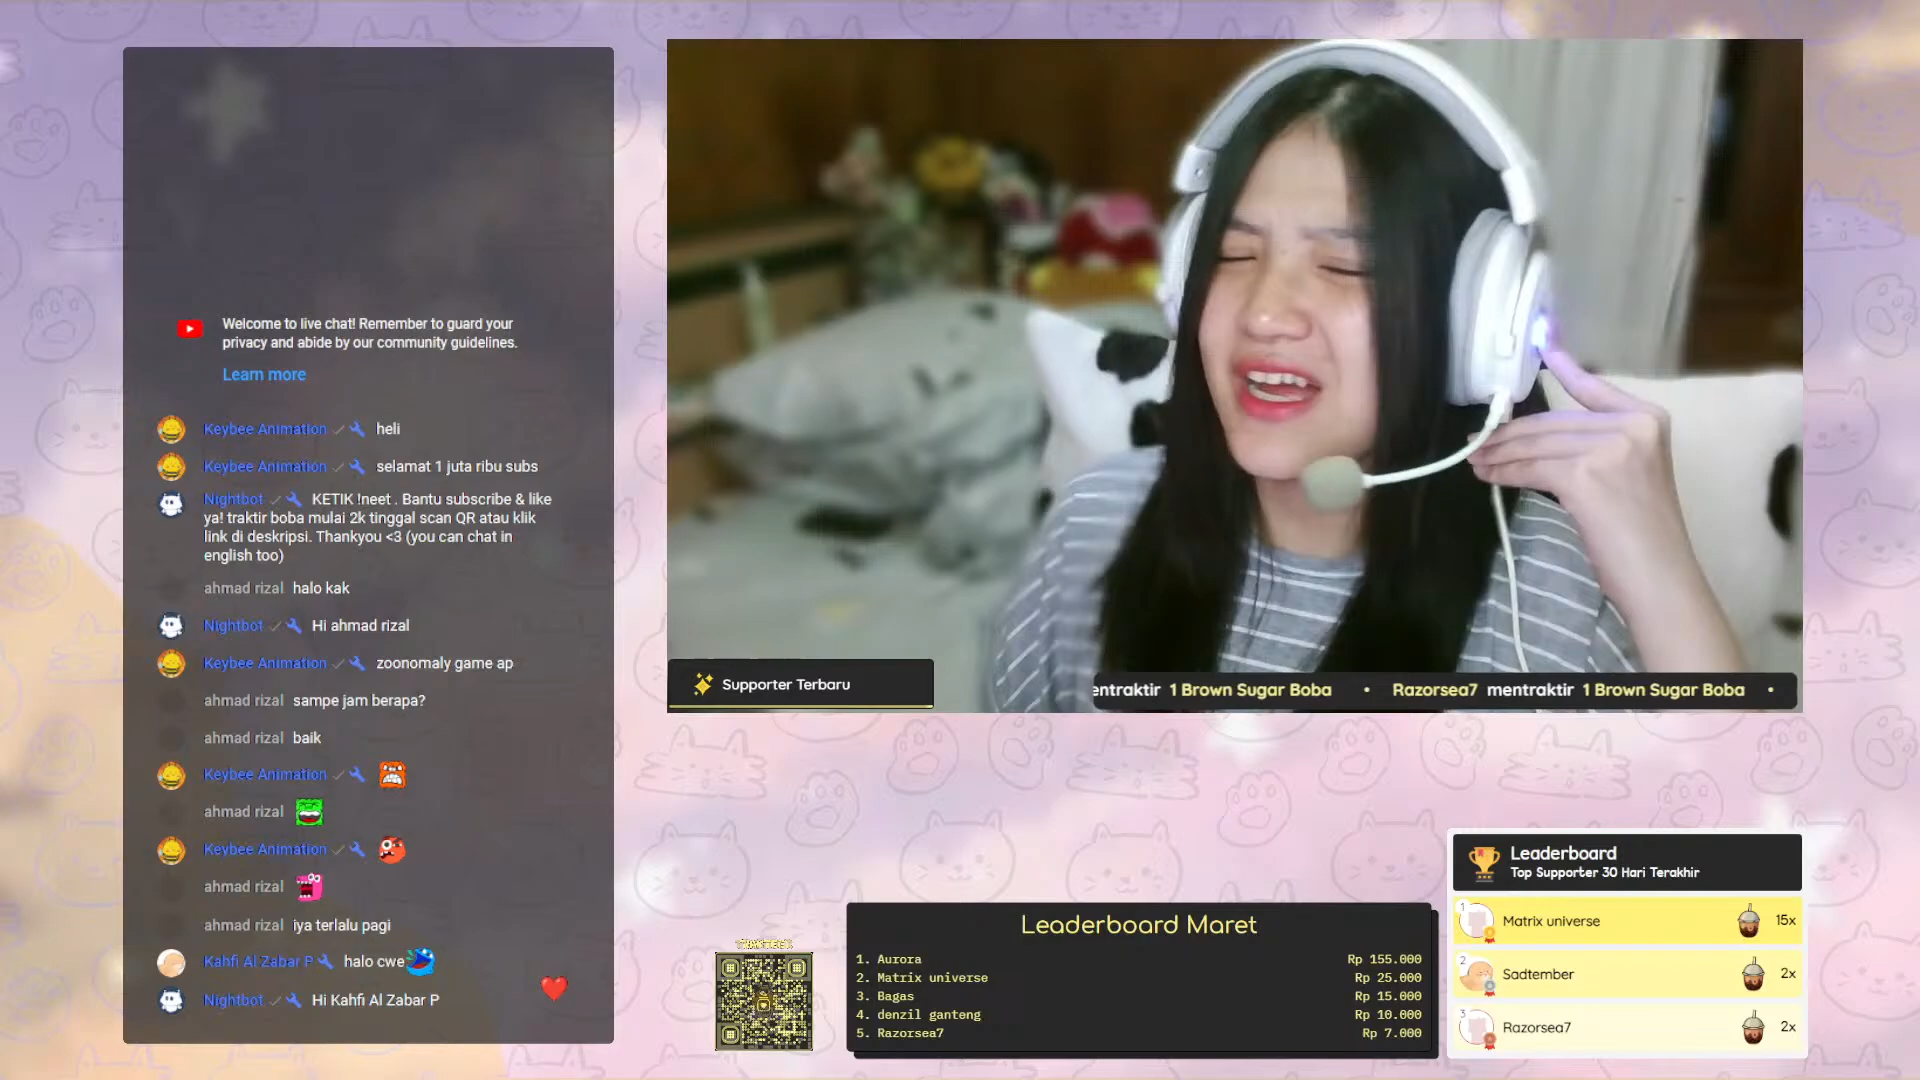 Welcome to live chat! Remember to guard your
privacy and abide by our community guidelines.
Learn more
Keybee Animation heli
Keybee Animation selamat 1 juta ribu subs
Nightbot KETIK !neet . Bantu subscribe & like
ya! traktir boba mulai 2k tinggal scan QR atau klik
link di deskripsi. Thankyou <3 (you can chat in
english too)
ahmad rizal halo kak
Nightbot Hi ahmad rizal
Keybee Animation zoonomaly game ap
ahmad rizal sampe jam berapa?
ahmad rizal baik
Keybee Animation
ahmad rizal
Keybee Animation
ahmad rizal
ahmad rizal iya terlalu pagi
Kahfi Al Zabar P halo cwe
Nightbot Hi Kahfi Al Zabar P
Supporter Terbaru
entraktir 1 Brown Sugar Boba • Razorsea7 mentraktir 1 Brown Sugar Boba •
Leaderboard Maret
1. Aurora Rp 155.000
2. Matrix universe Rp 25.000
3. Bagas Rp 15.000
4. denzil ganteng Rp 10.000
5. Razorsea7 Rp 7.000
Leaderboard
Top Supporter 30 Hari Terakhir
1 Matrix universe 15x
2 Sadtember 2x
3 Razorsea7 2x